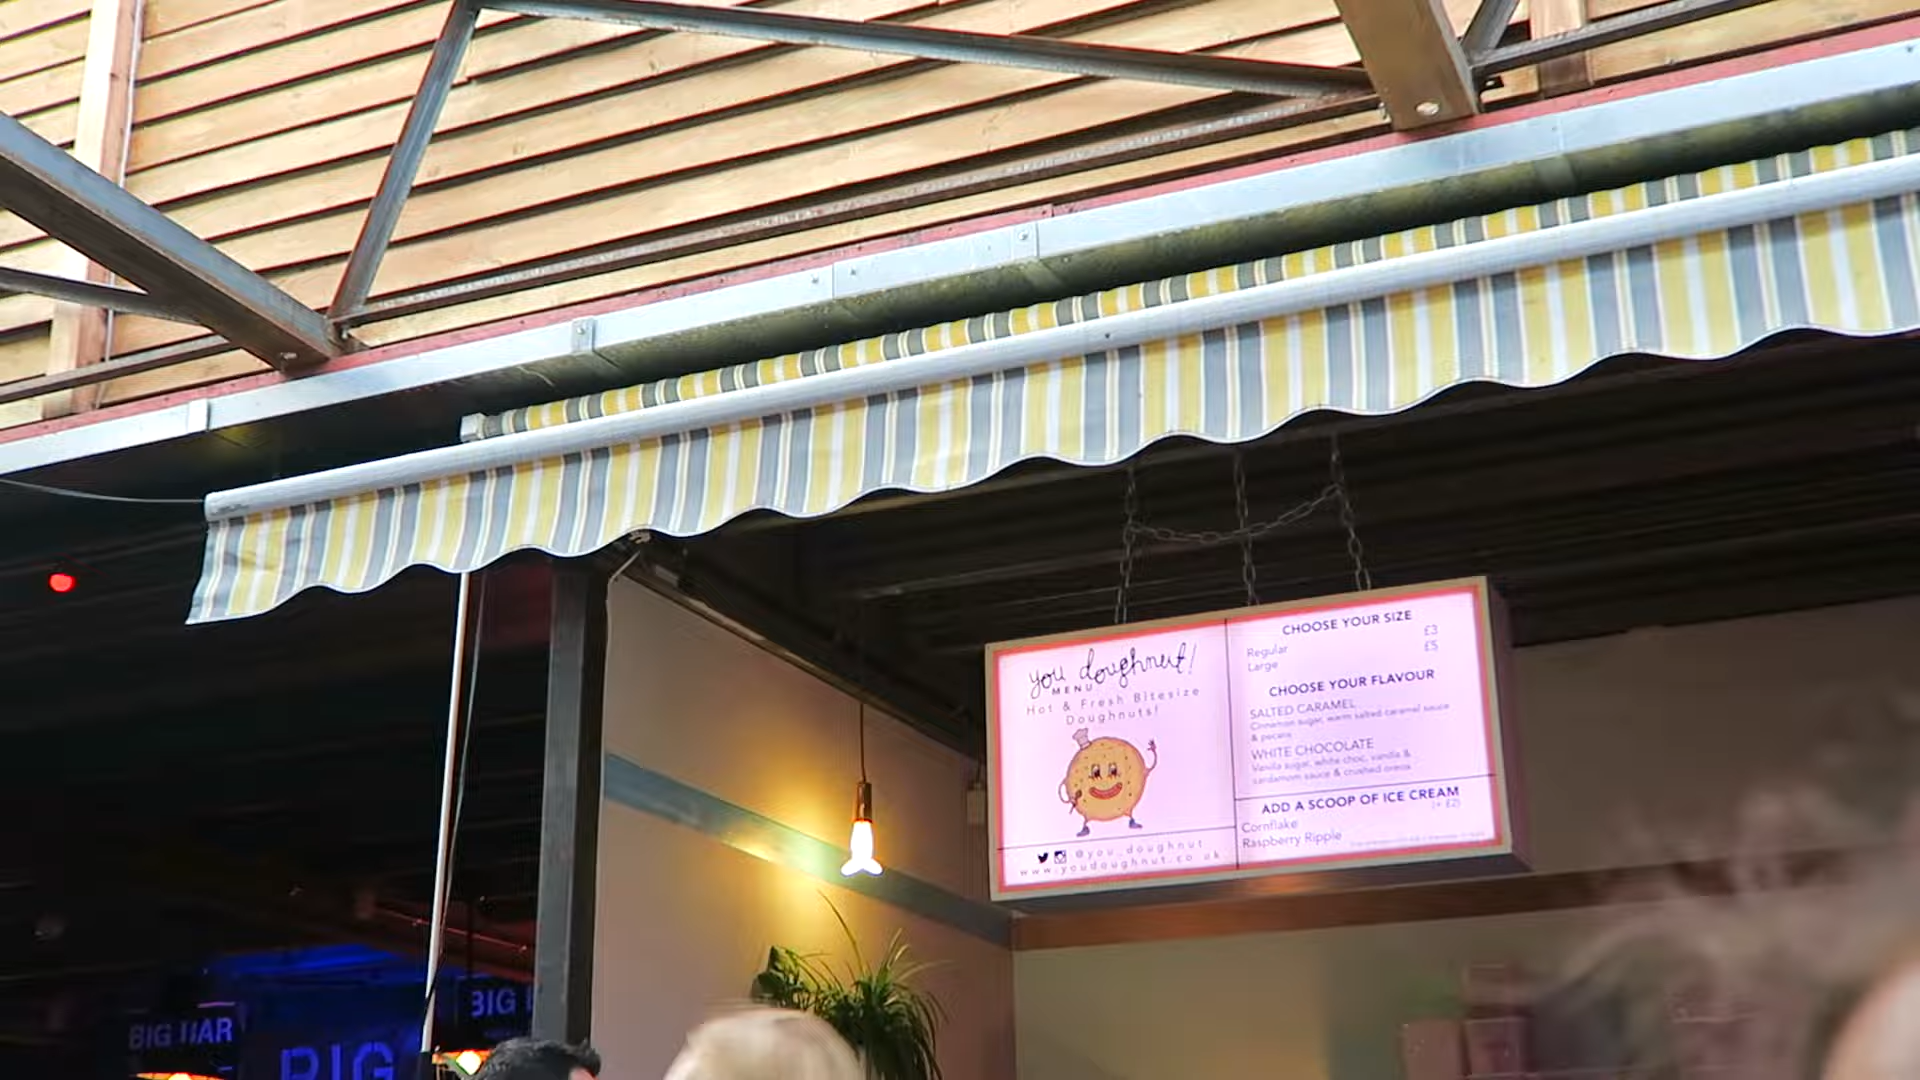 you doughnut!
MENU
Hot & Fresh Bitesize
Doughnuts!
@you_doughnut
www.youdoughnut.co.uk
CHOOSE YOUR SIZE
Regular £3
Large £5
CHOOSE YOUR FLAVOUR
SALTED CARAMEL
Cinnamon sugar, warm salted caramel sauce
& pecans
WHITE CHOCOLATE
Vanilla sugar, white choc, vanilla &
cardamom sauce & crushed oreos
ADD A SCOOP OF ICE CREAM
(+ £2)
Cornflake
Raspberry Ripple
BIG BAR
BIG
BIG